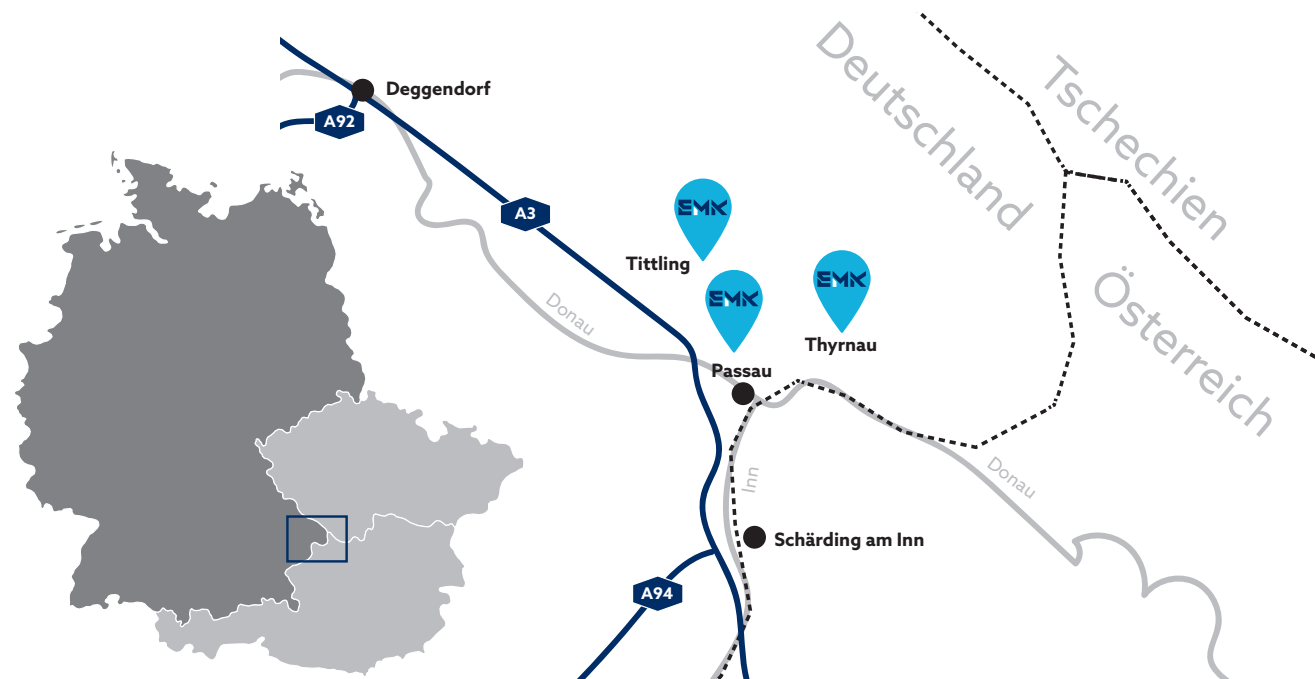 Deggendorf
A92
A3
Deutschland
Tschechien
Österreich
EMK
Tittling
EMK
Passau
EMK
Thyrnau
Donau
Donau
Inn
Schärding am Inn
A94